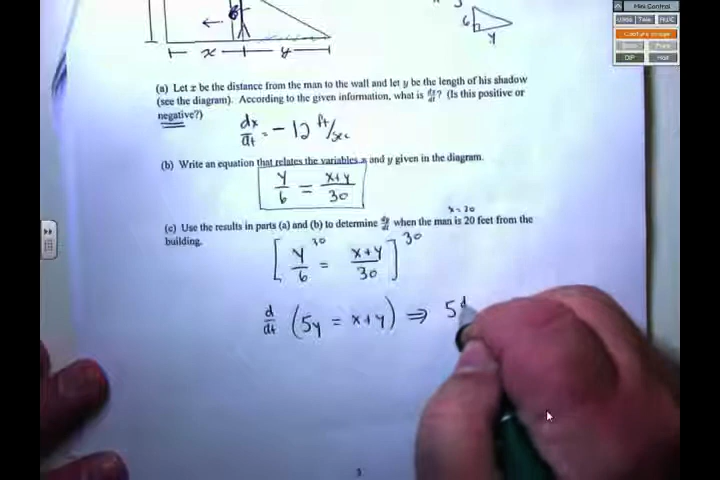 Mini Control
6
6
y
x
y
(a) Let x be the distance from the man to the wall and let y be the length of his shadow
(see the diagram). According to the given information, what is dx/dt? (Is this positive or
negative?)
dx/dt = -12 ft/sec
(b) Write an equation that relates the variables x and y given in the diagram.
y/6 = x+y/30
x = 20
(c) Use the results in parts (a) and (b) to determine dy/dt when the man is 20 feet from the
building.
[ y/6 = x+y/30 ]
30
30
d/dt (5y = x+y) ⇒ 5d
3